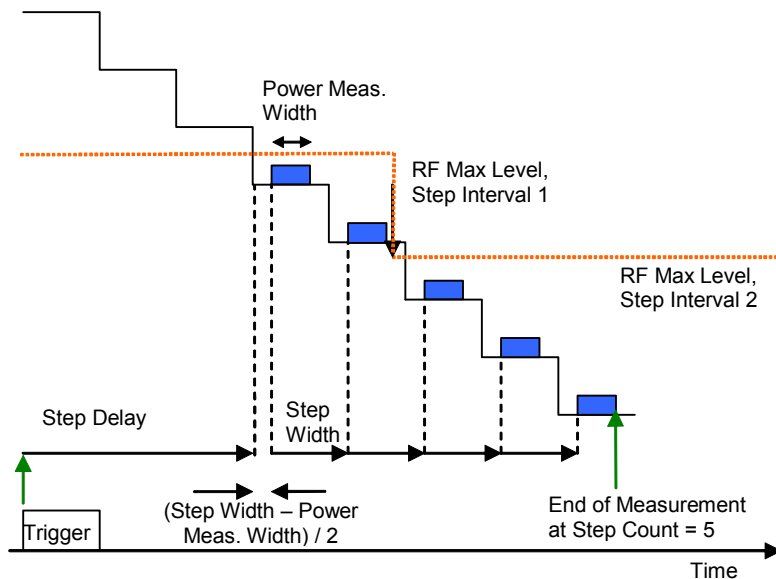 Power Meas.
Width
RF Max Level,
Step Interval 1
RF Max Level,
Step Interval 2
Step Delay
Step
Width
(Step Width – Power
Meas. Width) / 2
End of Measurement
at Step Count = 5
Trigger
Time